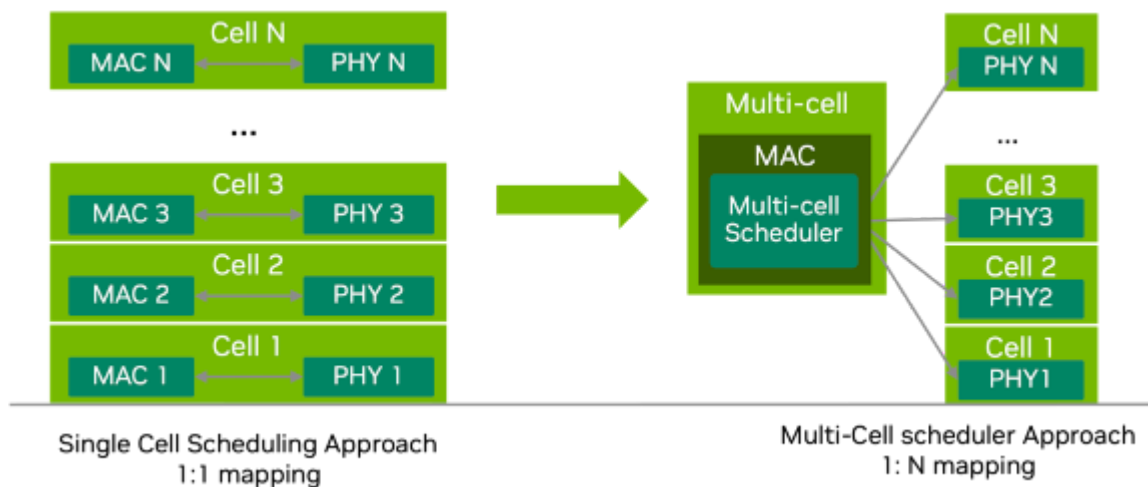 Cell N
MAC N
PHY N
...
Cell 3
MAC 3
PHY 3
Cell 2
MAC 2
PHY 2
Cell 1
MAC 1
PHY 1
Single Cell Scheduling Approach
1:1 mapping
Multi-cell
MAC
Multi-cell
Scheduler
Cell N
PHY N
...
Cell 3
PHY3
Cell 2
PHY2
Cell 1
PHY1
Multi-Cell scheduler Approach
1: N mapping